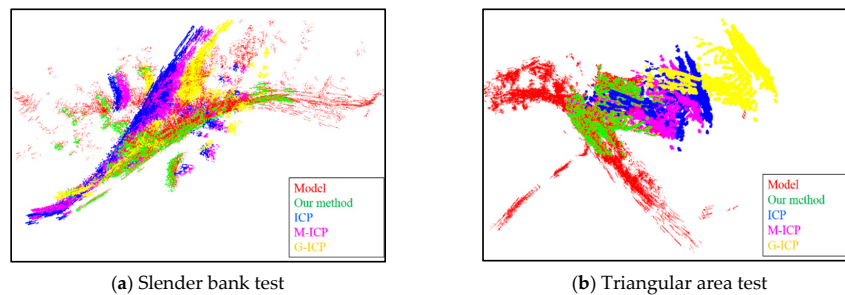 Model
Our method
ICP
M-ICP
G-ICP
(a) Slender bank test
Model
Our method
ICP
M-ICP
G-ICP
(b) Triangular area test